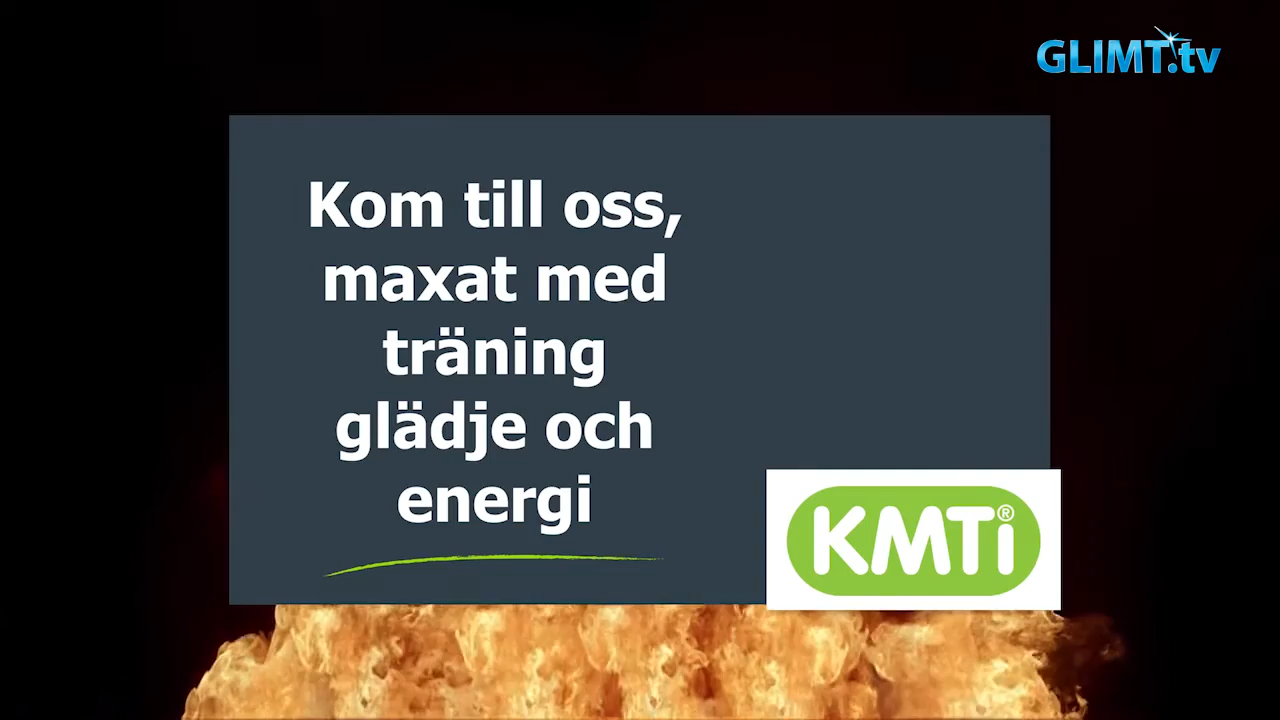 GLIMT.tv
Kom till oss,
maxat med
träning
glädje och
energi
KMTi®